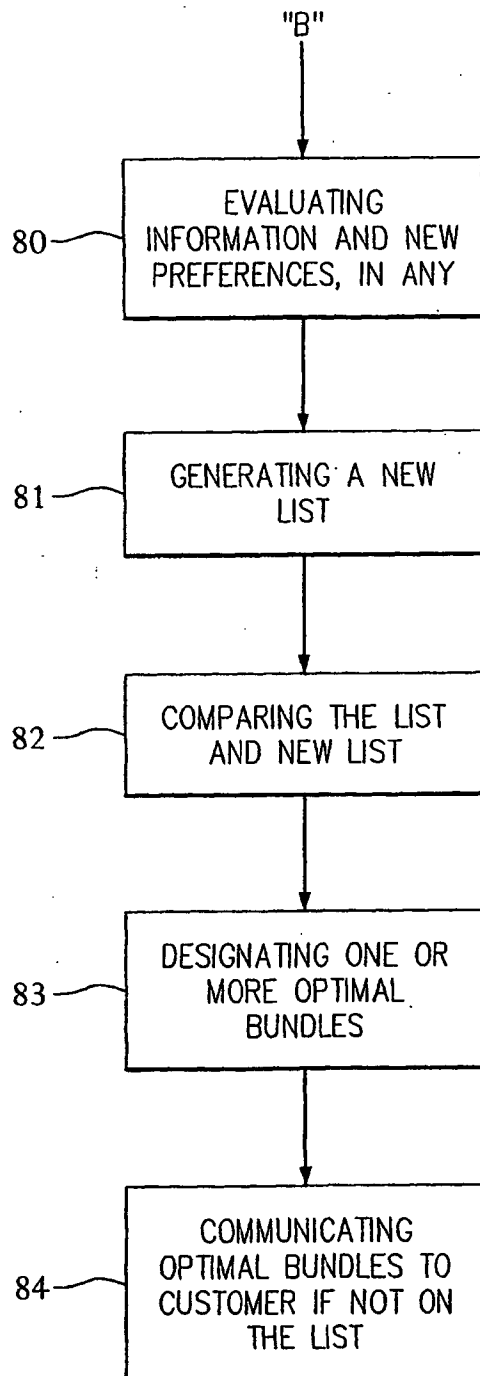 "B"
80
EVALUATING
INFORMATION AND NEW
PREFERENCES, IN ANY
81
GENERATING A NEW
LIST
82
COMPARING THE LIST
AND NEW LIST
83
DESIGNATING ONE OR
MORE OPTIMAL
BUNDLES
84
COMMUNICATING
OPTIMAL BUNDLES TO
CUSTOMER IF NOT ON
THE LIST